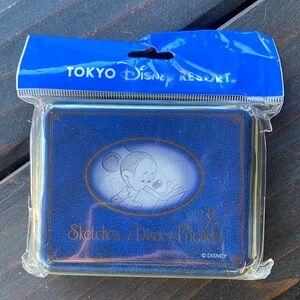 TOKYO Disney RESORT
Sketches of Disney Friends
© DISNEY